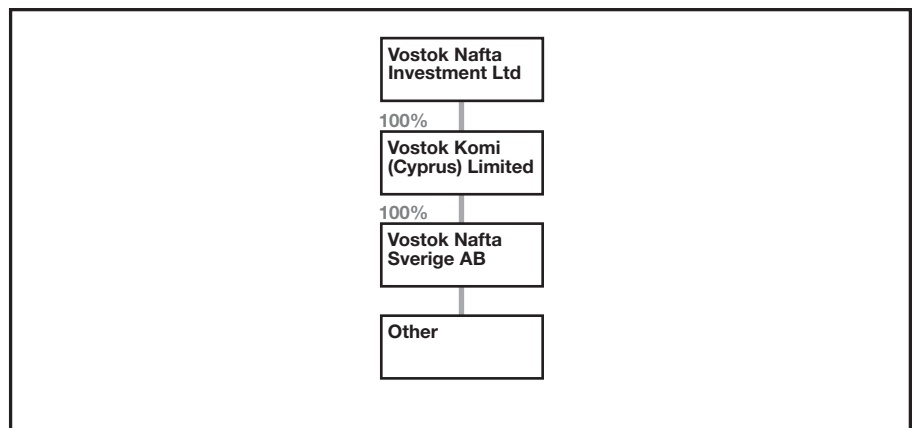 Vostok Nafta
Investment Ltd
100%
Vostok Komi
(Cyprus) Limited
100%
Vostok Nafta
Sverige AB
Other